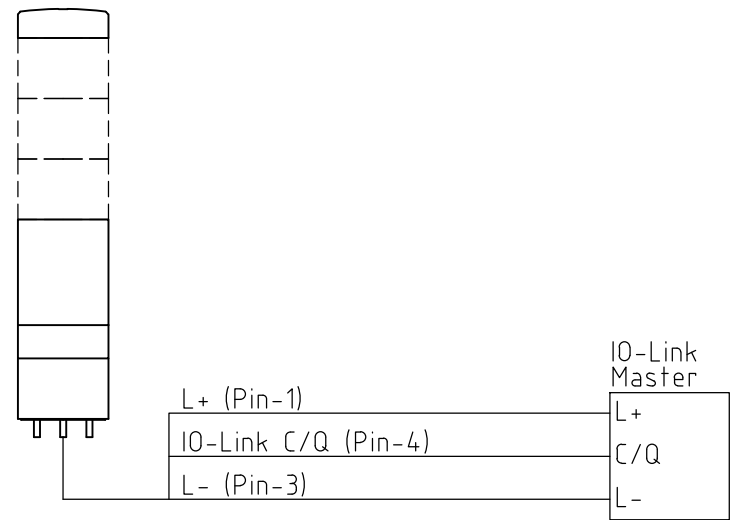 IO-Link
Master
L+ (Pin-1)
L+
IO-Link C/Q (Pin-4)
C/Q
L- (Pin-3)
L-